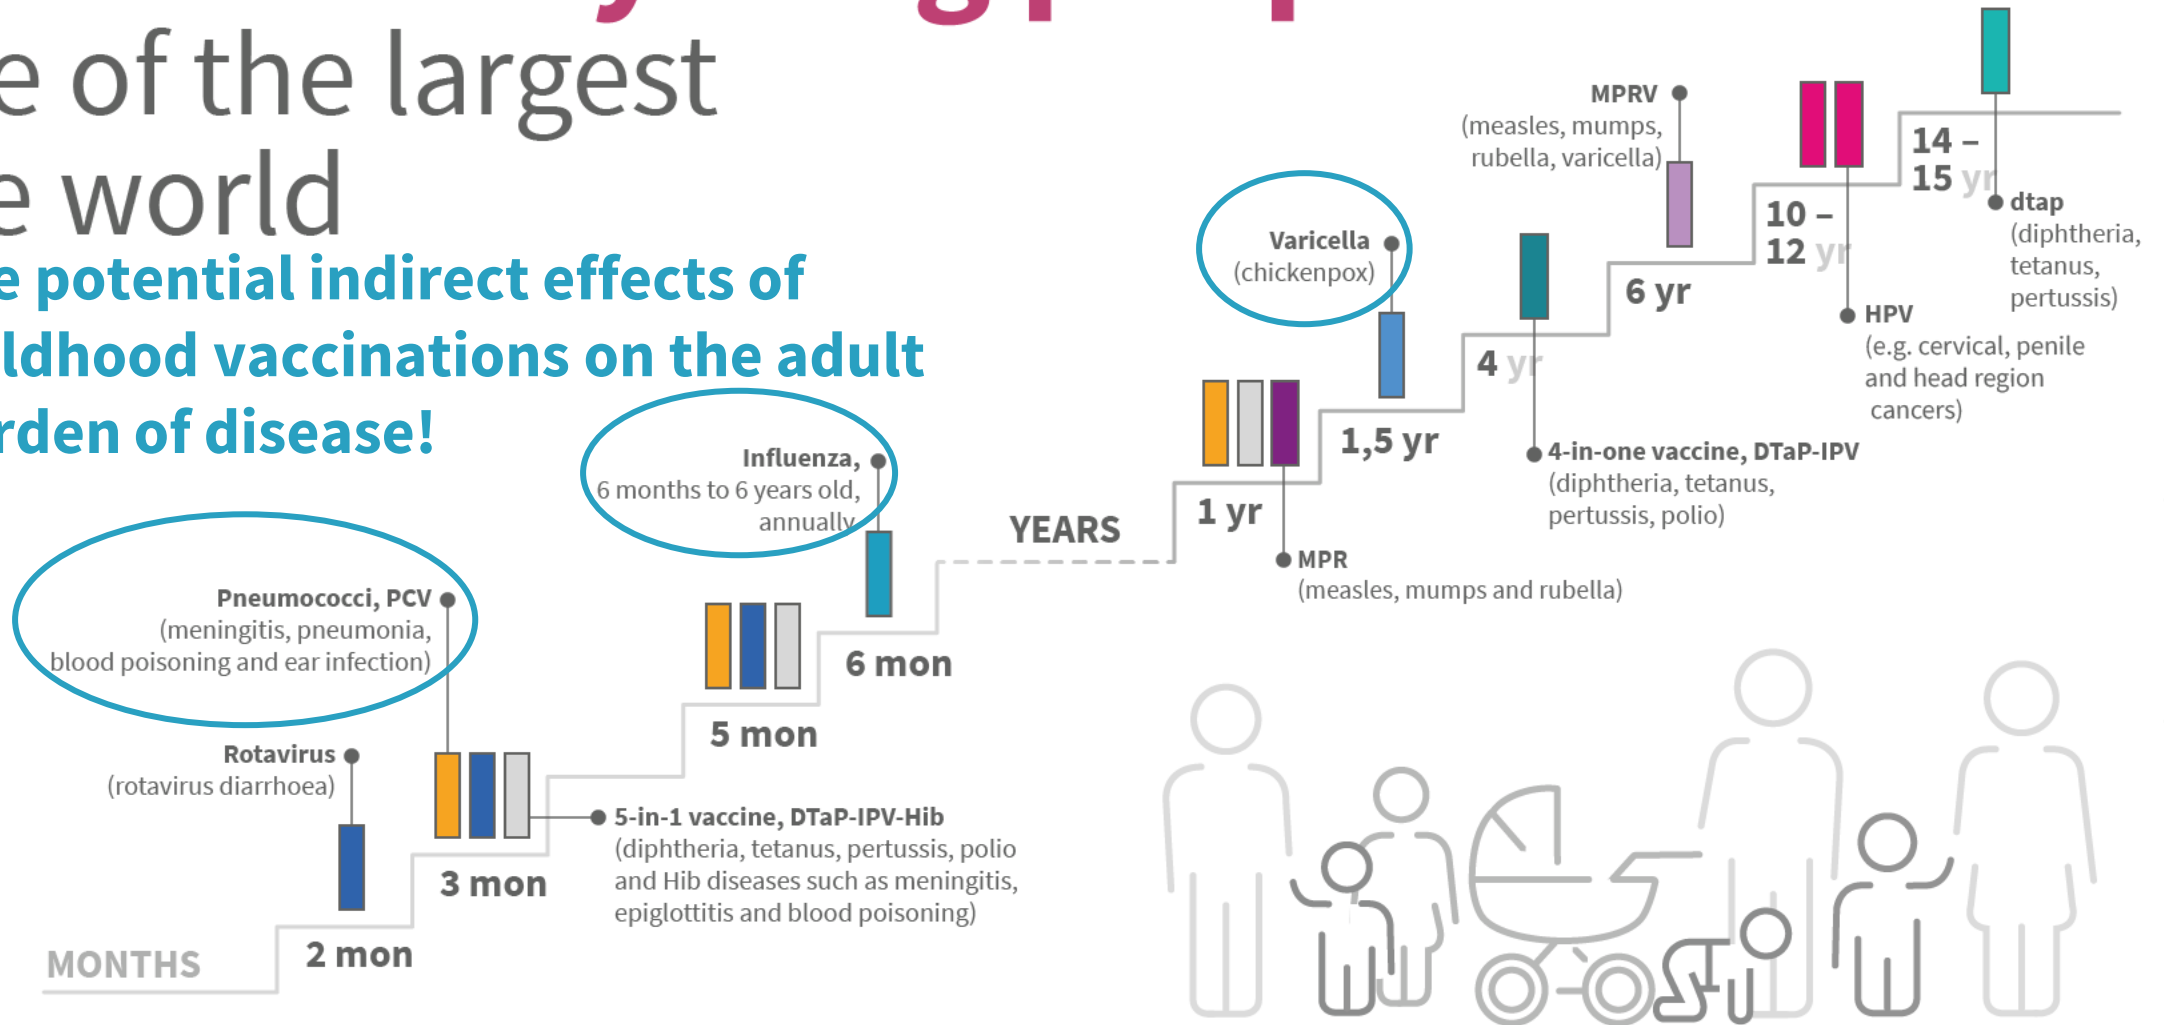 e of the largest
e world
e potential indirect effects of
ldhood vaccinations on the adult
rden of disease!
MONTHS
2 mon
Rotavirus
(rotavirus diarrhoea)
3 mon
Pneumococci, PCV
(meningitis, pneumonia,
blood poisoning and ear infection)
5-in-1 vaccine, DTaP-IPV-Hib
(diphtheria, tetanus, pertussis, polio
and Hib diseases such as meningitis,
epiglottitis and blood poisoning)
5 mon
6 mon
Influenza,
6 months to 6 years old,
annually
YEARS
1 yr
MPR
(measles, mumps and rubella)
1,5 yr
Varicella
(chickenpox)
4 yr
4-in-one vaccine, DTaP-IPV
(diphtheria, tetanus,
pertussis, polio)
6 yr
MPRV
(measles, mumps,
rubella, varicella)
10 –
12 yr
HPV
(e.g. cervical, penile
and head region
cancers)
14 –
15 yr
dtap
(diphtheria,
tetanus,
pertussis)